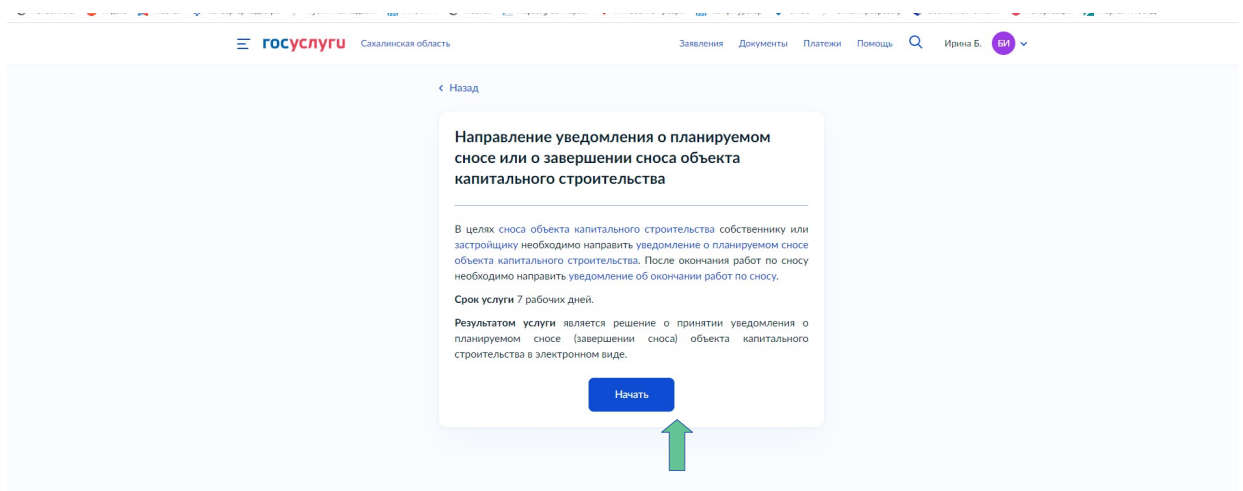 госуслуги Сахалинская область Заявления Документы Платежи Помощь Ирина Б. БИ
Назад
Направление уведомления о планируемом
сносе или о завершении сноса объекта
капитального строительства
В целях сноса объекта капитального строительства собственнику или
застройщику необходимо направить уведомление о планируемом сносе
объекта капитального строительства. После окончания работ по сносу
необходимо направить уведомление об окончании работ по сносу.
Срок услуги 7 рабочих дней.
Результатом услуги является решение о принятии уведомления о
планируемом сносе (завершении сноса) объекта капитального
строительства в электронном виде.
Начать